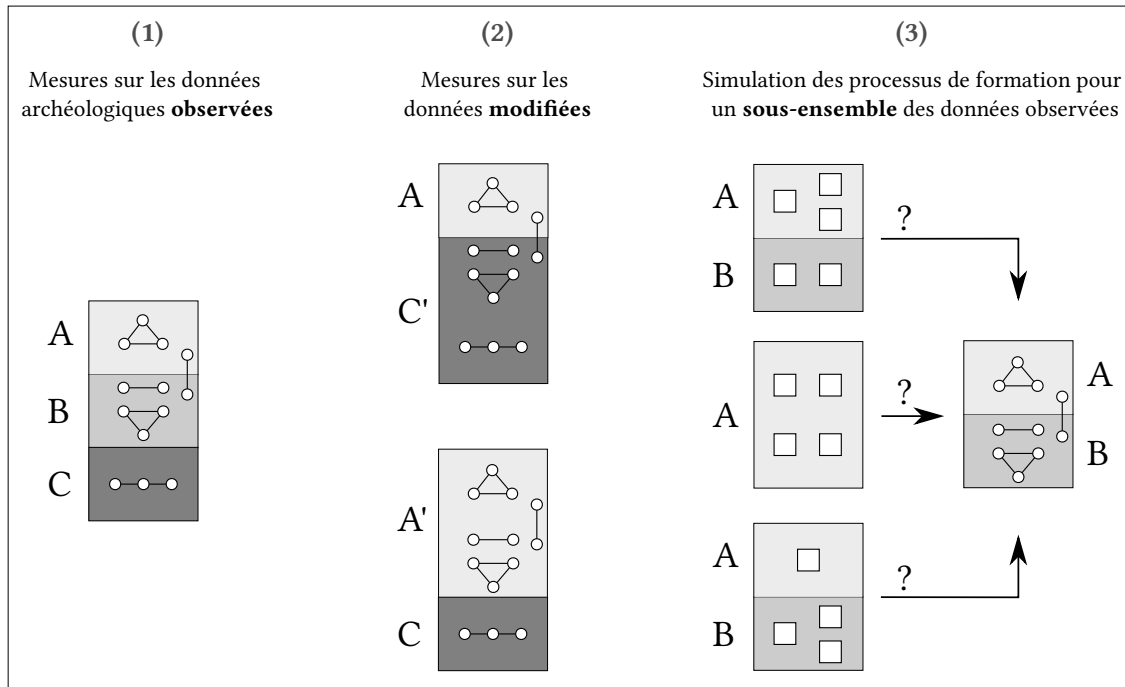 (1)
Mesures sur les données
archéologiques observées
A
B
C
(2)
Mesures sur les
données modifiées
A
C'
A'
C
(3)
Simulation des processus de formation pour
un sous-ensemble des données observées
A
B
?
A
?
A
B
?
A
B